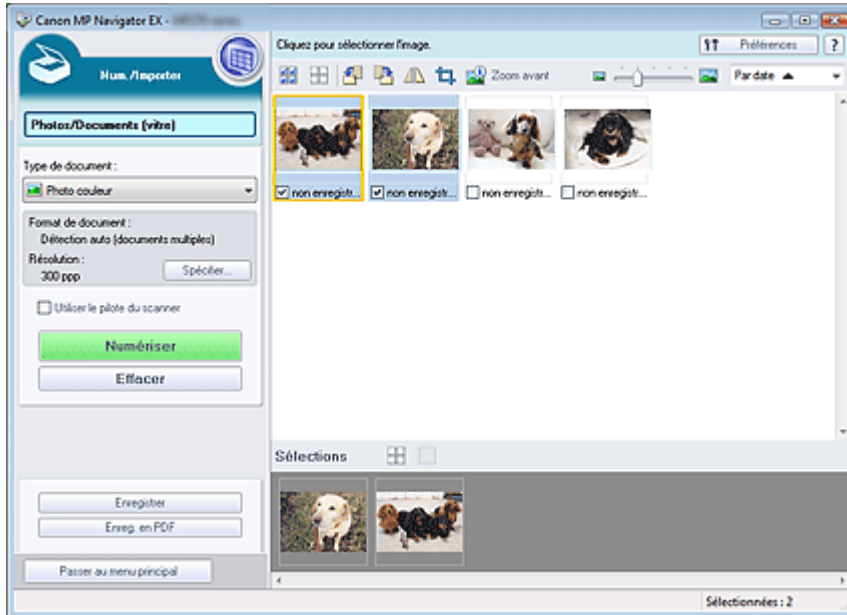 Canon MP Navigator EX -
Num./Importer
Photos/Documents (vitre)
Type de document :
Photo couleur
Format de document :
Détection auto (documents multiples)
Résolution :
300 ppp
Spécifier...
Utiliser le pilote du scanner
Numériser
Effacer
Enregistrer
Enreg. en PDF
Passer au menu principal
Cliquez pour sélectionner l'image.
Préférences
?
Zoom avant
Par date
non enregistr...
non enregistr...
non enregistr...
non enregistr...
Sélections
Sélectionnées : 2